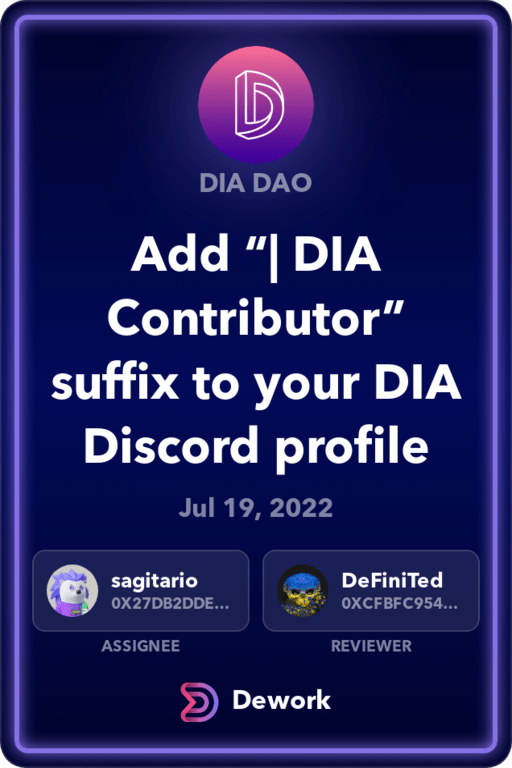 DIA DAO
Add “| DIA
Contributor”
suffix to your DIA
Discord profile
Jul 19, 2022
sagitario
0X27DB2DDE...
DeFiniTed
0XCFBFC954...
ASSIGNEE
REVIEWER
Dework